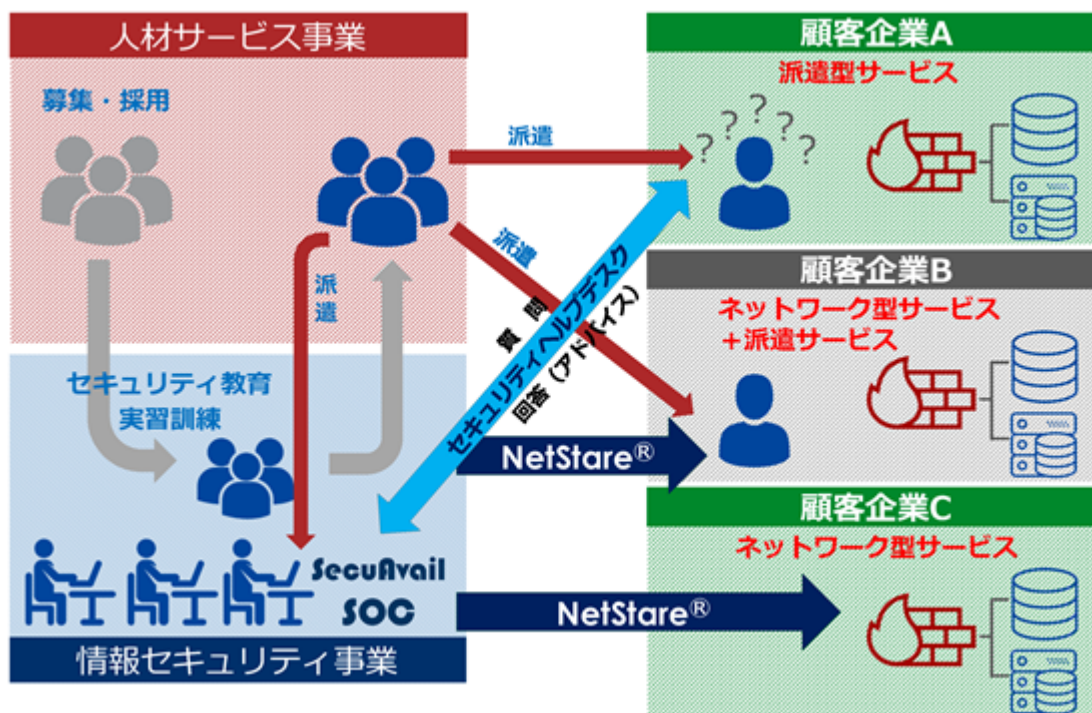 人材サービス事業
募集・採用
派遣
派遣
派遣
セキュリティ教育
実習訓練
SecuAvail
SOC
情報セキュリティ事業
質問
セキュリティヘルプデスク
回答（アドバイス）
NetStare®
NetStare®
顧客企業A
派遣型サービス
? ? ? ? ?
顧客企業B
ネットワーク型サービス
＋派遣サービス
顧客企業C
ネットワーク型サービス